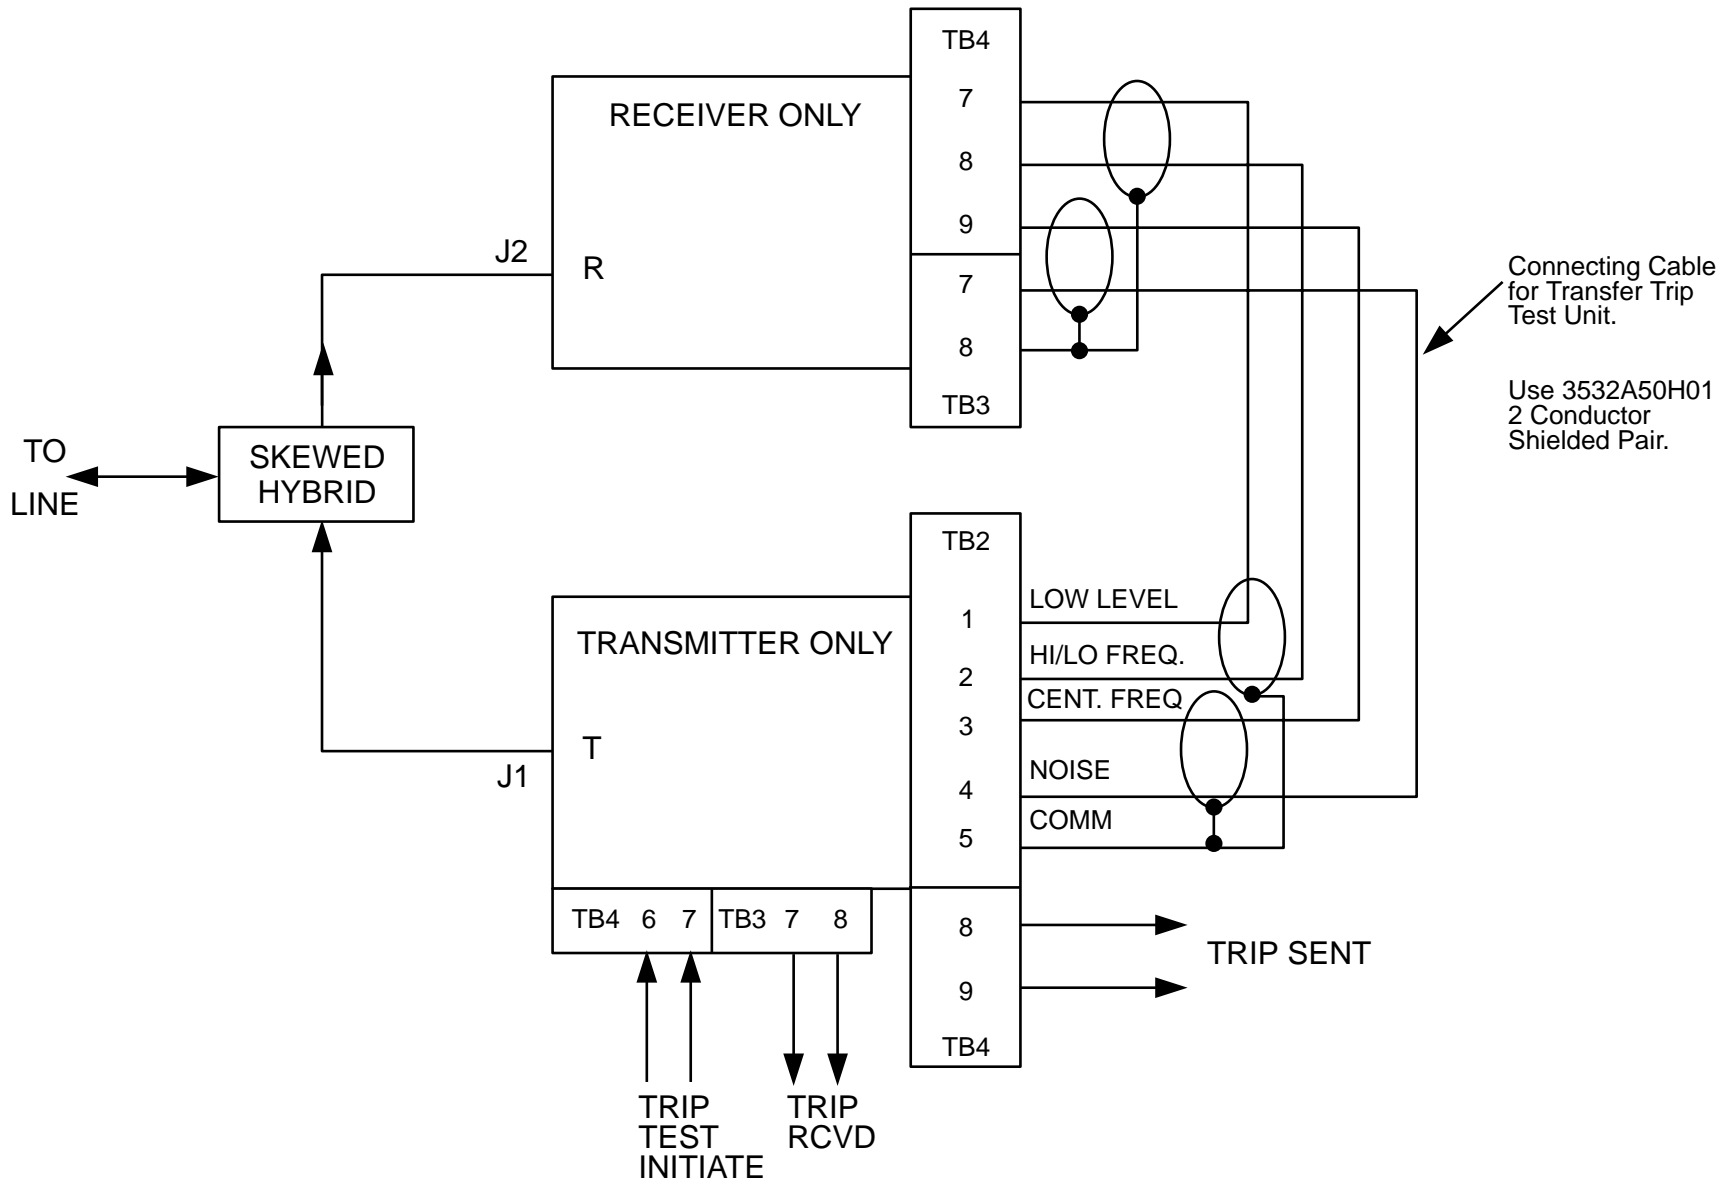 TB4
7
RECEIVER ONLY
8
9
J2
R
7
8
TB3
Connecting Cable
for Transfer Trip
Test Unit.
Use 3532A50H01
2 Conductor
Shielded Pair.
TO
LINE
SKEWED
HYBRID
TB2
LOW LEVEL
1
TRANSMITTER ONLY
HI/LO FREQ.
2
CENT. FREQ
3
T
J1
NOISE
4
COMM
5
TB4 6 7 TB3 7 8
8
TRIP SENT
9
TB4
TRIP
TEST
INITIATE
TRIP
RCVD